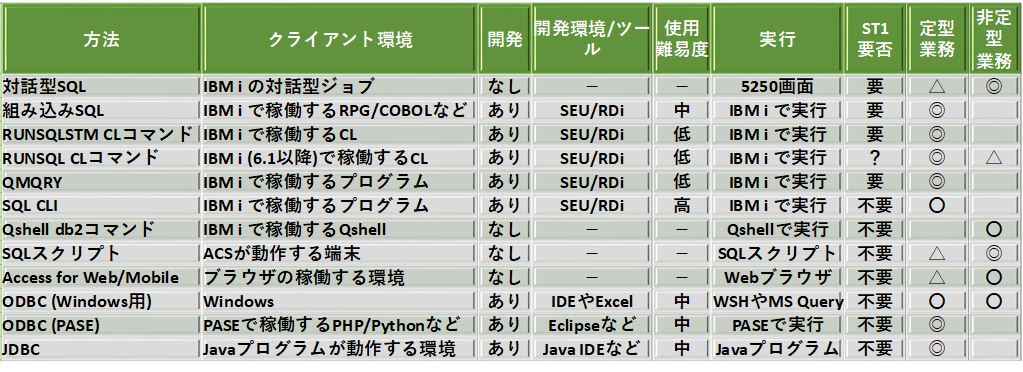 方法 クライアント環境 開発 開発環境/ツール 使用難易度 実行 ST1要否 定型業務 非定型業務
対話型SQL IBM i の対話型ジョブ なし － － 5250画面 要 △ ◎
組み込みSQL IBM i で稼働するRPG/COBOLなど あり SEU/RDi 中 IBM i で実行 要 ◎
RUNSQLSTM CLコマンド IBM i で稼働するCL あり SEU/RDi 低 IBM i で実行 要 ◎
RUNSQL CLコマンド IBM i (6.1以降)で稼働するCL あり SEU/RDi 低 IBM i で実行 ? ◎ △
QMQRY IBM i で稼働するプログラム あり SEU/RDi 低 IBM i で実行 要 ◎
SQL CLI IBM i で稼働するプログラム あり SEU/RDi 高 IBM i で実行 不要 〇
Qshell db2コマンド IBM i で稼働するQshell なし － － Qshellで実行 不要 〇
SQLスクリプト ACSが動作する端末 なし － － SQLスクリプト 不要 △ ◎
Access for Web/Mobile ブラウザの稼働する環境 なし － － Webブラウザ 不要 △ 〇
ODBC (Windows用) Windows あり IDEやExcel 中 WSHやMS Query 不要 〇 〇
ODBC (PASE) PASEで稼働するPHP/Pythonなど あり Eclipseなど 中 PASEで実行 不要 ◎
JDBC Javaプログラムが動作する環境 あり Java IDEなど 中 Javaプログラム 不要 ◎